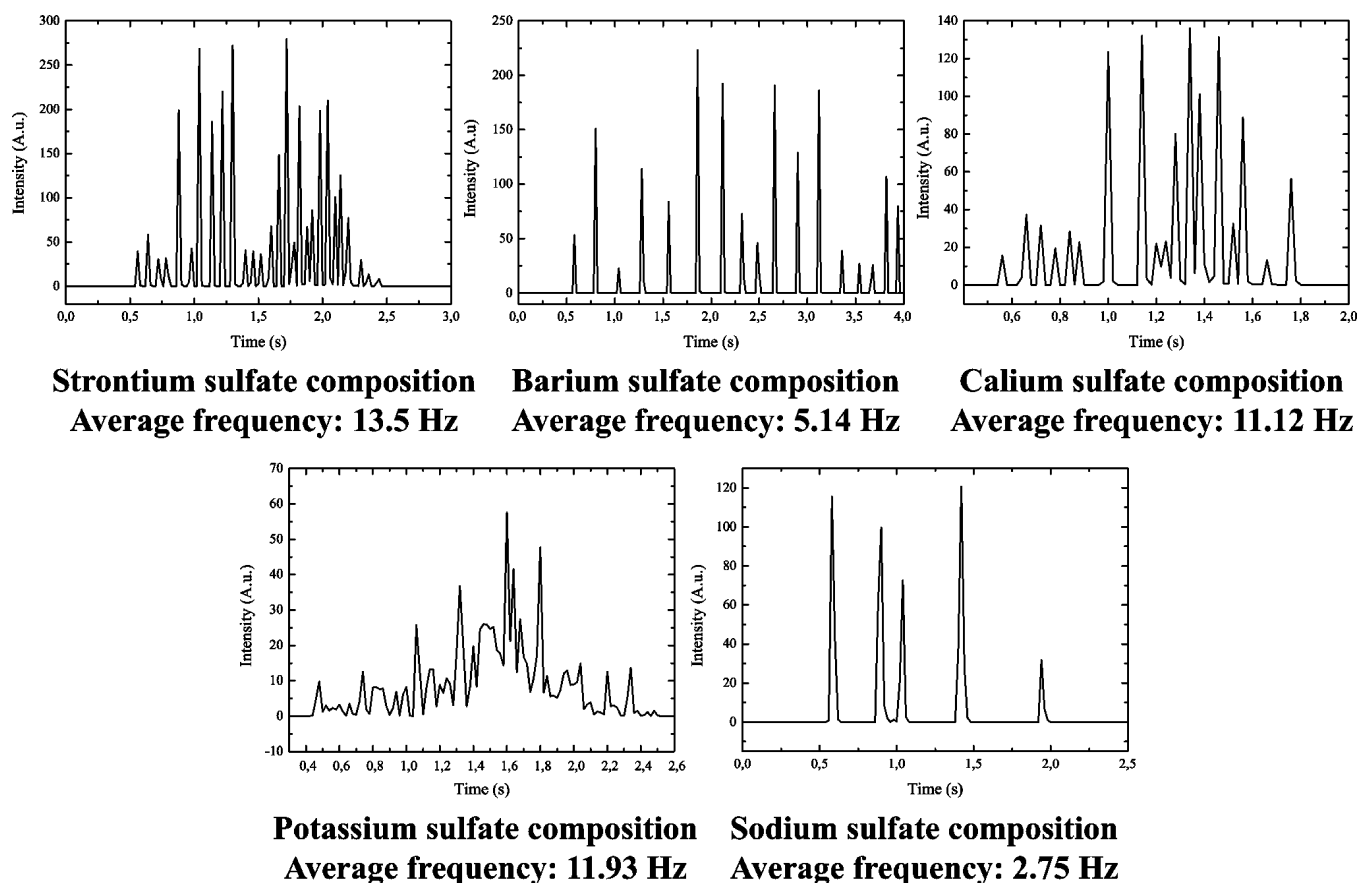 300
250
200
150
100
50
0
Intensity (A.u.)
0,0 0,5 1,0 1,5 2,0 2,5 3,0
Time (s)
Strontium sulfate composition
Average frequency: 13.5 Hz
250
200
150
100
50
0
Intensity (A.u)
0,0 0,5 1,0 1,5 2,0 2,5 3,0 3,5 4,0
Time (s)
Barium sulfate composition
Average frequency: 5.14 Hz
140
120
100
80
60
40
20
0
Intensity (A.u.)
0,6 0,8 1,0 1,2 1,4 1,6 1,8 2,0
Time (s)
Calium sulfate composition
Average frequency: 11.12 Hz
70
60
50
40
30
20
10
0
-10
Intensity (A.u.)
0,4 0,6 0,8 1,0 1,2 1,4 1,6 1,8 2,0 2,2 2,4 2,6
Time (s)
Potassium sulfate composition
Average frequency: 11.93 Hz
120
100
80
60
40
20
0
Intensity (A.u.)
0,0 0,5 1,0 1,5 2,0 2,5
Time (s)
Sodium sulfate composition
Average frequency: 2.75 Hz